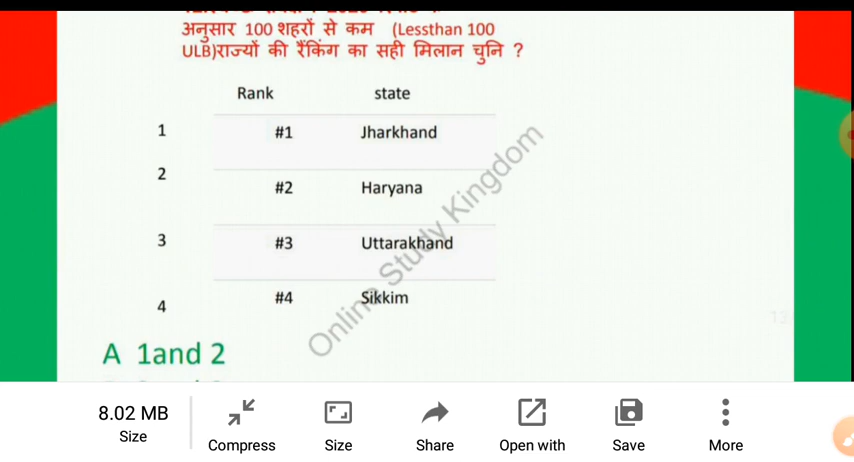 अनुसार 100 शहरों से कम (Lessthan 100
ULB)राज्यों की रैंकिंग का सही मिलान चुनि ?
Rank state
1 #1 Jharkhand
2 #2 Haryana
3 #3 Uttarakhand
4 #4 Sikkim
Online Study Kingdom
A 1and 2
8.02 MB
Size
Compress
Size
Share
Open with
Save
More